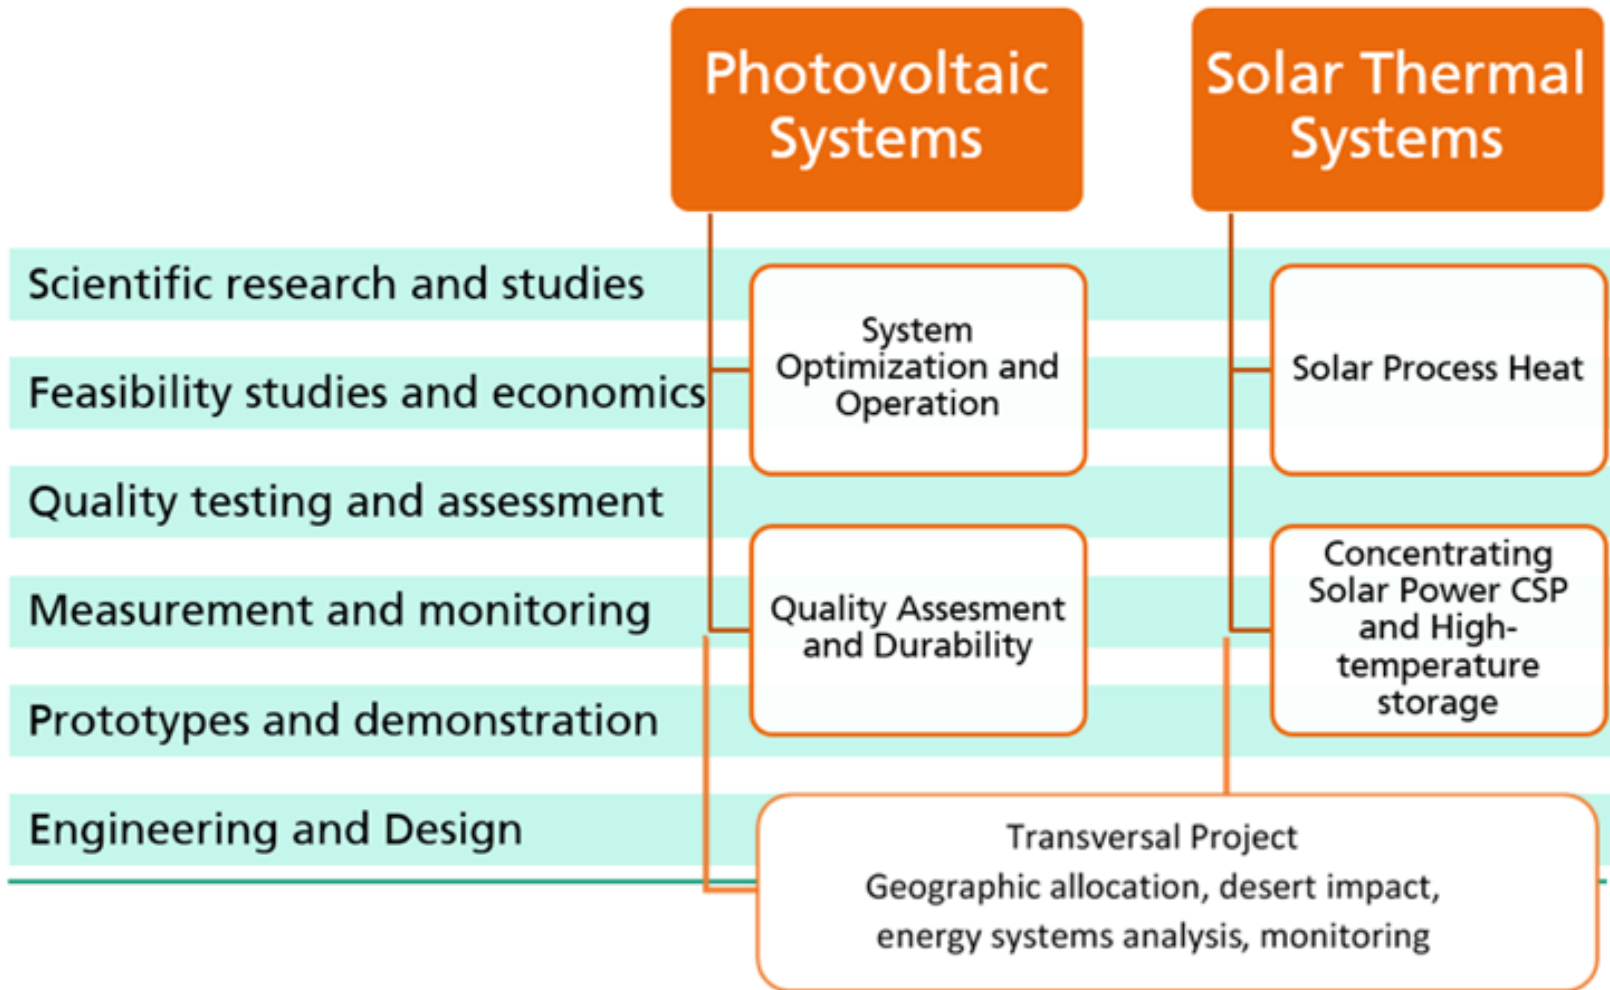 Photovoltaic
Systems
Solar Thermal
Systems
Scientific research and studies
Feasibility studies and economics
Quality testing and assessment
Measurement and monitoring
Prototypes and demonstration
Engineering and Design
System
Optimization and
Operation
Solar Process Heat
Quality Assesment
and Durability
Concentrating
Solar Power CSP
and High-
temperature
storage
Transversal Project
Geographic allocation, desert impact,
energy systems analysis, monitoring